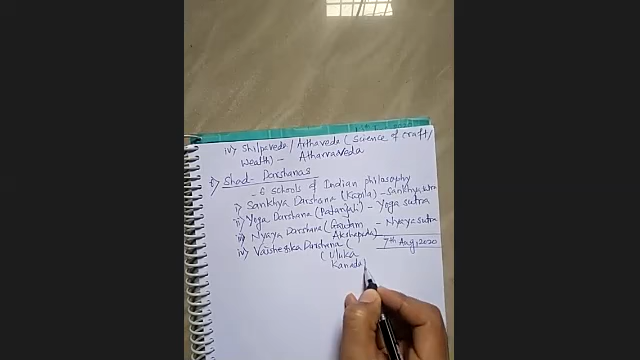 iv) Shilpaveda / Arthaveda (Science of craft/
Wealth) - Atharvaveda
f) Shad-Darshanas
- 6 schools of Indian philosophy
i) Sankhya Darshana (Kamla) - Sankhya sutra
ii) Yoga Darshana (Patanjali) - Yoga sutra
iii) Nyaya Darshana (Gautam - Nyaya sutra
Akshapada)
7th Aug, 2020
iv) Vaisheshika Darshana (
( Uluka
Kanada)